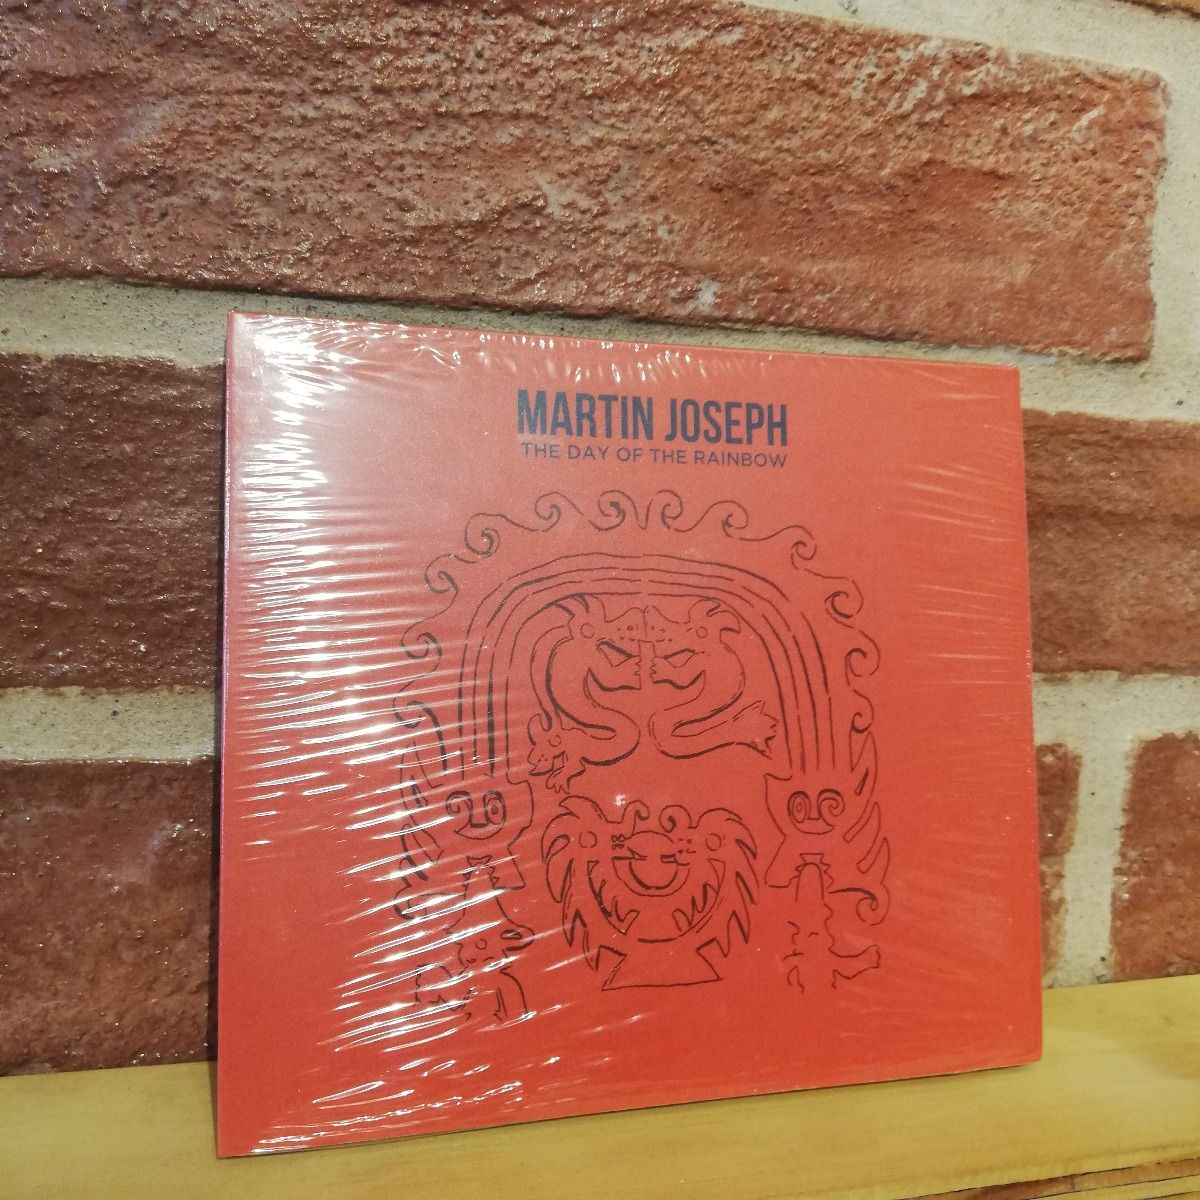 MARTIN JOSEPH
THE DAY OF THE RAINBOW